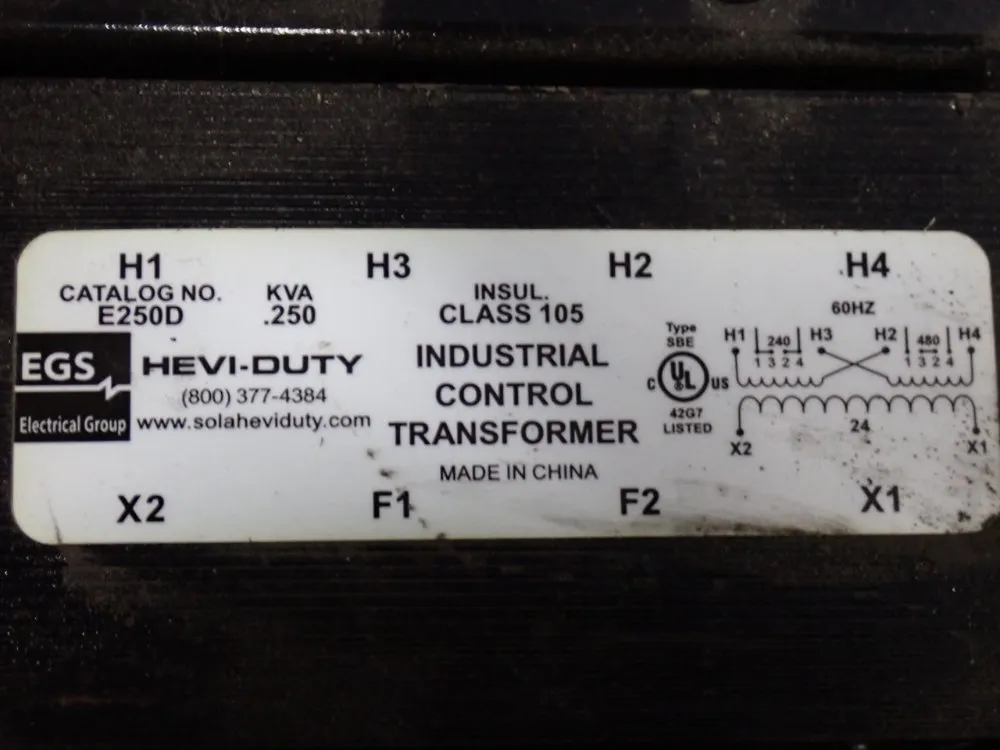 H1 H3 H2 H4
CATALOG NO. KVA INSUL. 60HZ
E250D .250 CLASS 105
EGS
Electrical Group
HEVI-DUTY
(800) 377-4384
www.solaheviduty.com
INDUSTRIAL
CONTROL
TRANSFORMER
MADE IN CHINA
Type
SBE
C UL US
42G7
LISTED
H1 240 H3 H2 480 H4
1 3 2 4 1 3 2 4
24
X2 X1
X2 F1 F2 X1